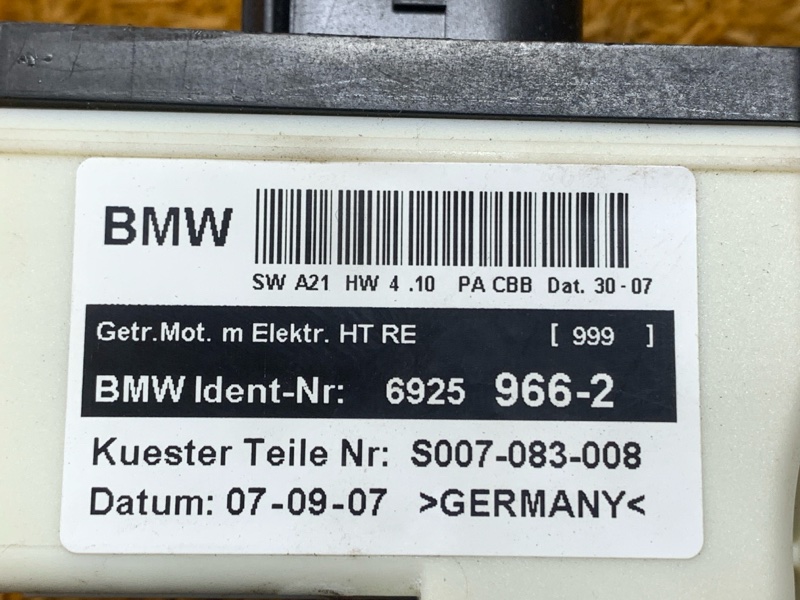 BMW
SW A21 HW 4 .10 PA CBB Dat. 30-07
Getr.Mot. m Elektr. HT RE [ 999 ]
BMW Ident-Nr: 6925 966-2
Kuester Teile Nr: S007-083-008
Datum: 07-09-07 >GERMANY<